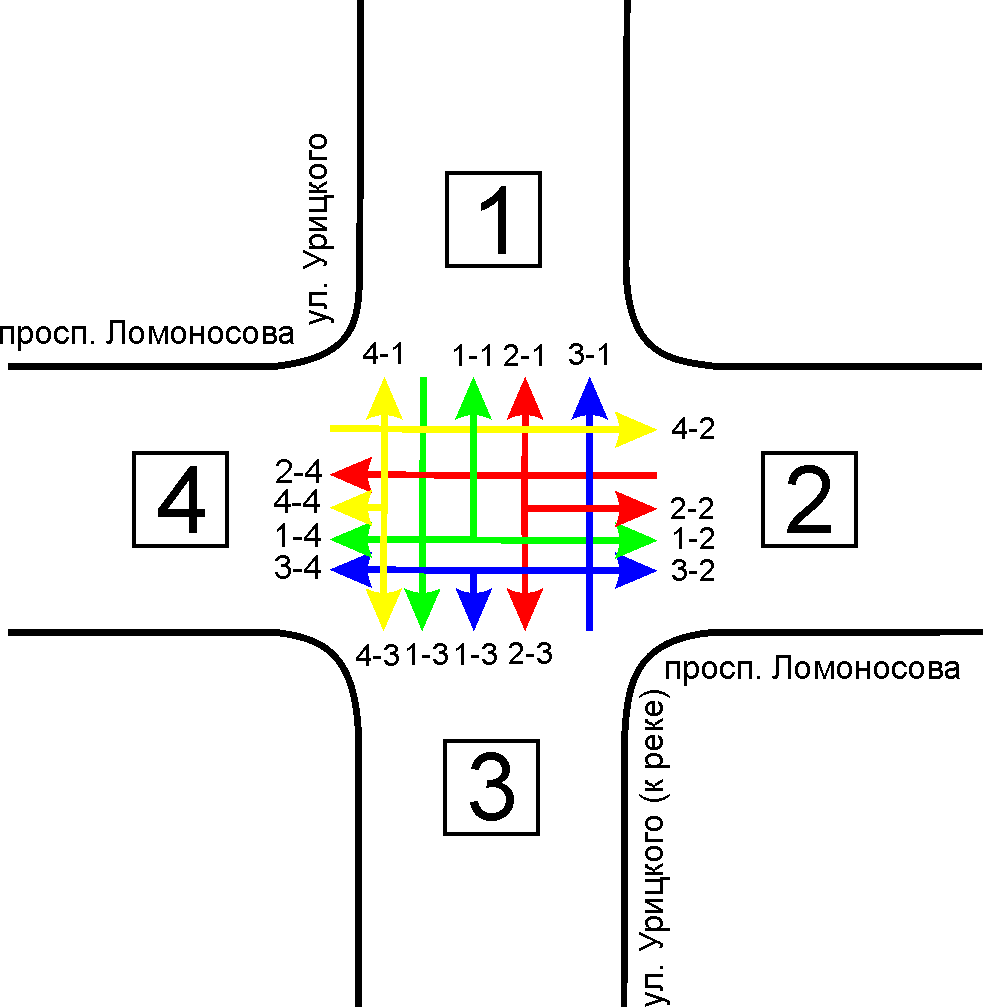 1
ул. Урицкого
просп. Ломоносова
4-1 1-1 2-1 3-1
4-2
2-4
4-4
1-4
3-4
2-2
1-2
3-2
4
2
4-3 1-3 1-3 2-3
просп. Ломоносова
3
ул. Урицкого (к реке)